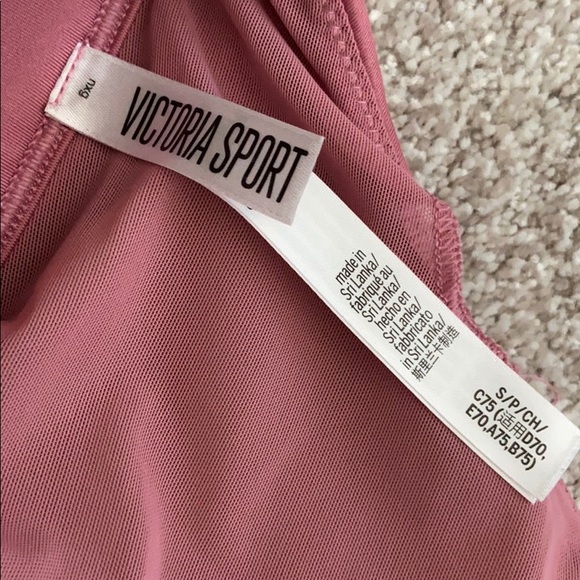 VICTORIA SPORT
nxg
made in
Sri Lanka/
fabriqué au
Sri Lanka/
hecho en
Sri Lanka/
fabbricato
in Sri Lanka/
斯里兰卡制造
S/P/CH/
C75 (适用D70,
E70,A75,B75)